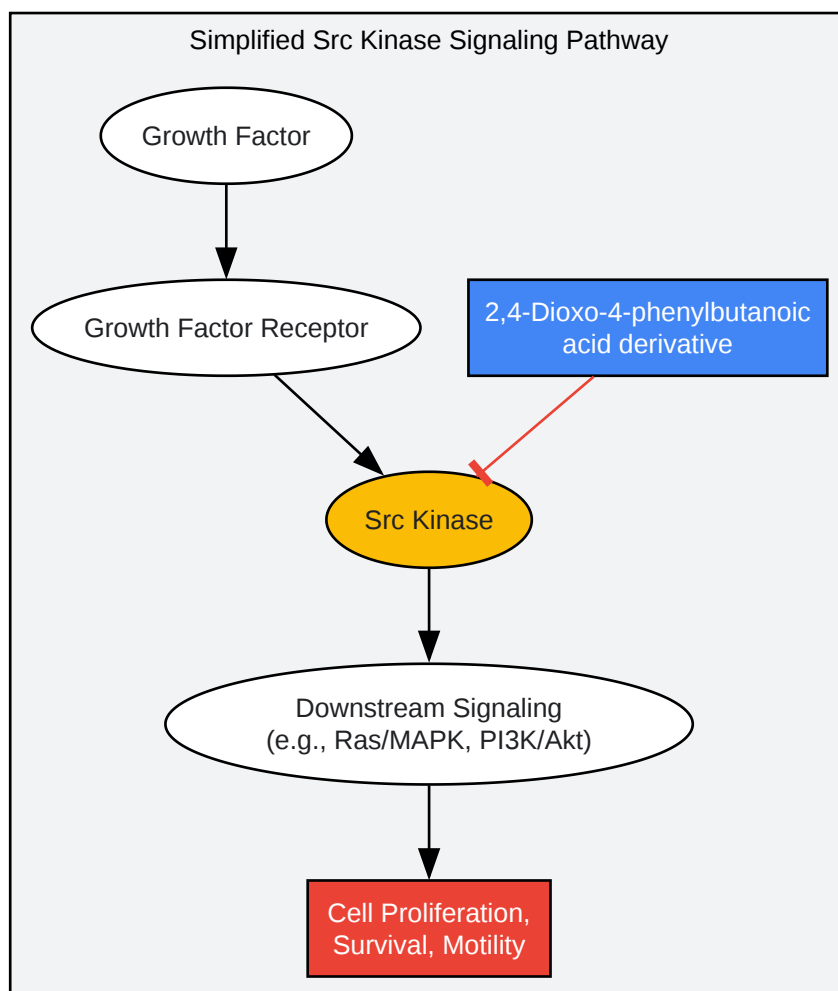 Simplified Src Kinase Signaling Pathway
Growth Factor
Growth Factor Receptor
2,4-Dioxo-4-phenylbutanoic
acid derivative
Src Kinase
Downstream Signaling
(e.g., Ras/MAPK, PI3K/Akt)
Cell Proliferation,
Survival, Motility